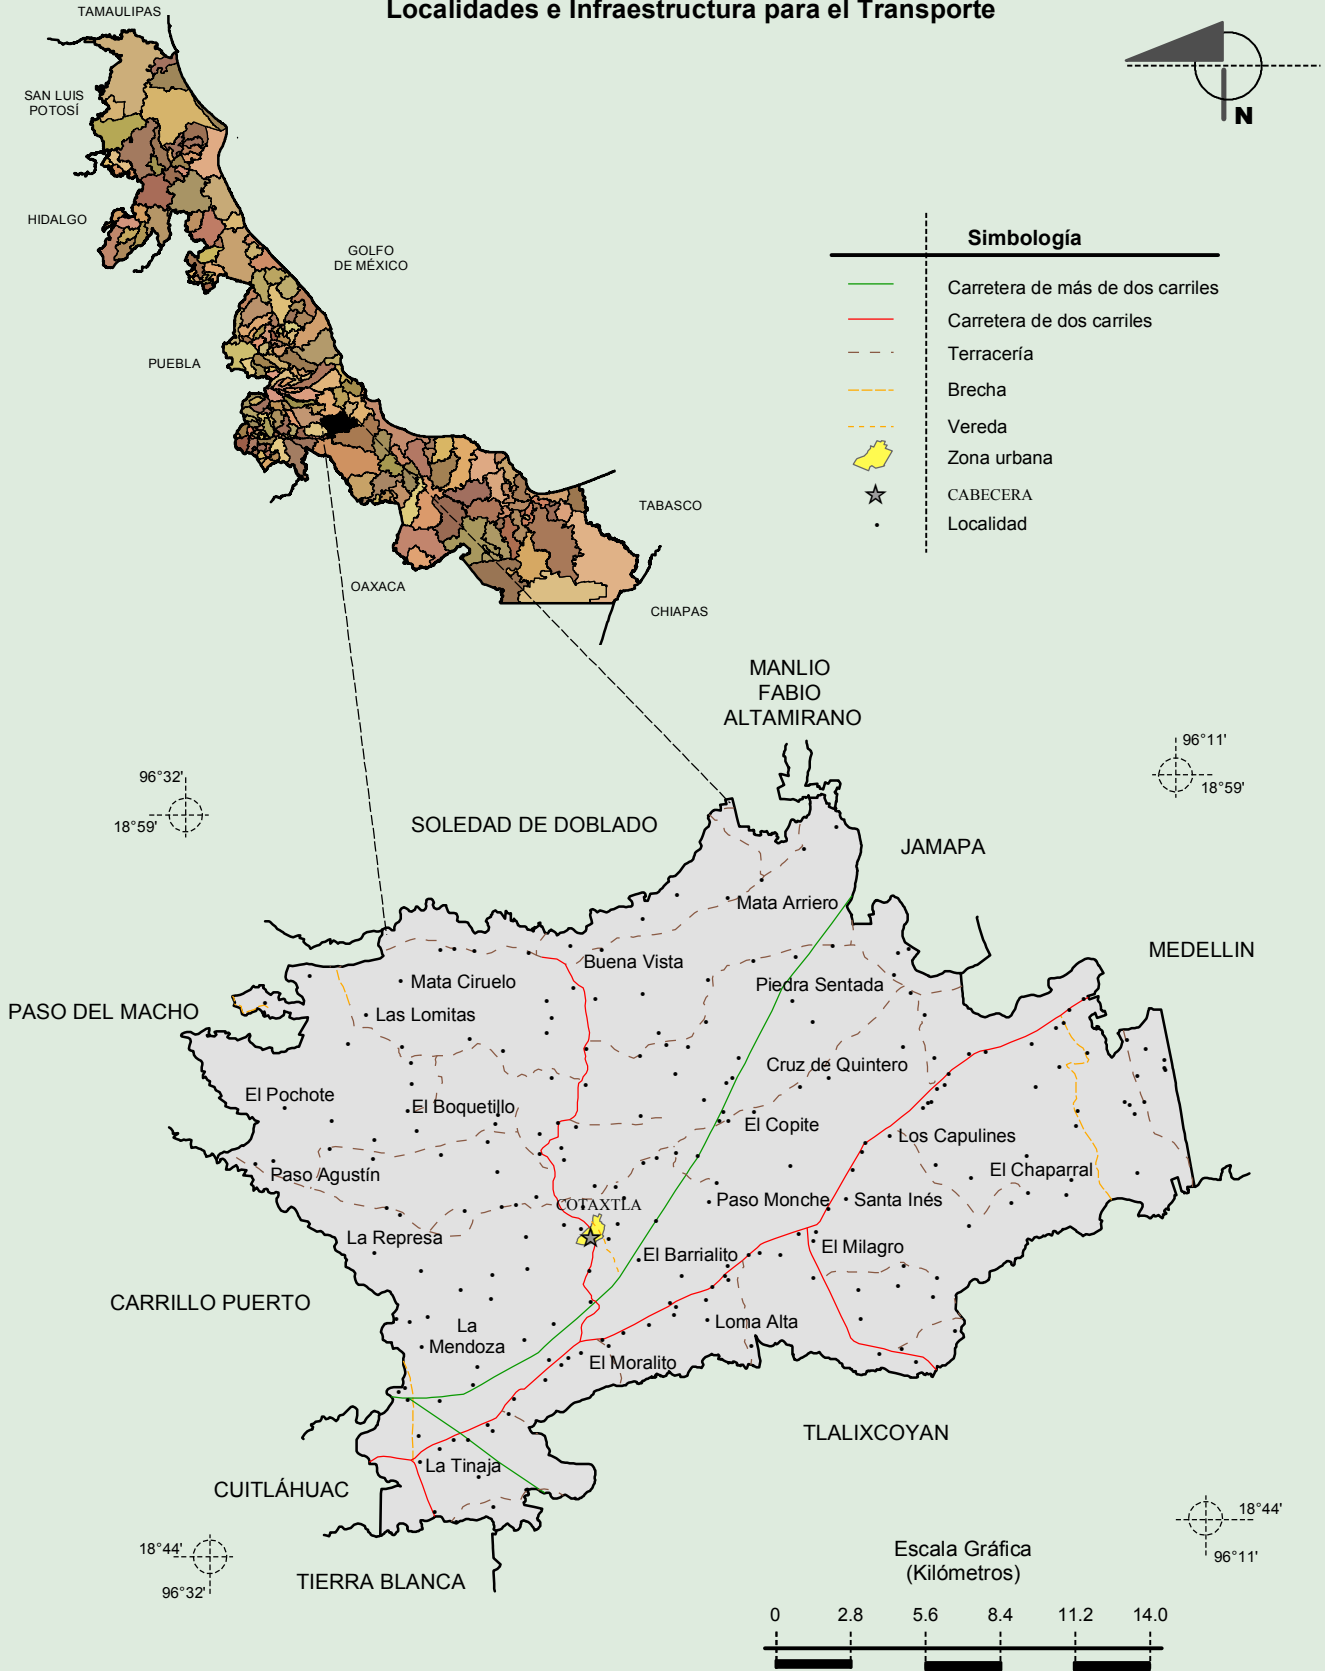 Localidades e Infraestructura para el Transporte
TAMAULIPAS
SAN LUIS
POTOSÍ
HIDALGO
GOLFO
DE MÉXICO
PUEBLA
TABASCO
OAXACA
CHIAPAS
N
Simbología
Carretera de más de dos carriles
Carretera de dos carriles
Terracería
Brecha
Vereda
Zona urbana
CABECERA
Localidad
MANLIO
FABIO
ALTAMIRANO
96°32'
18°59'
96°11'
18°59'
SOLEDAD DE DOBLADO
JAMAPA
MEDELLIN
PASO DEL MACHO
Mata Arriero
Buena Vista
Mata Ciruelo
Piedra Sentada
Las Lomitas
Cruz de Quintero
El Pochote
El Boquetillo
El Copite
Los Capulines
Paso Agustín
El Chaparral
COTAXTLA
Paso Monche
Santa Inés
La Represa
El Barrialito
El Milagro
CARRILLO PUERTO
La
Mendoza
Loma Alta
El Moralito
TLALIXCOYAN
La Tinaja
CUITLÁHUAC
18°44'
96°32'
TIERRA BLANCA
18°44'
96°11'
Escala Gráfica
(Kilómetros)
0 2.8 5.6 8.4 11.2 14.0